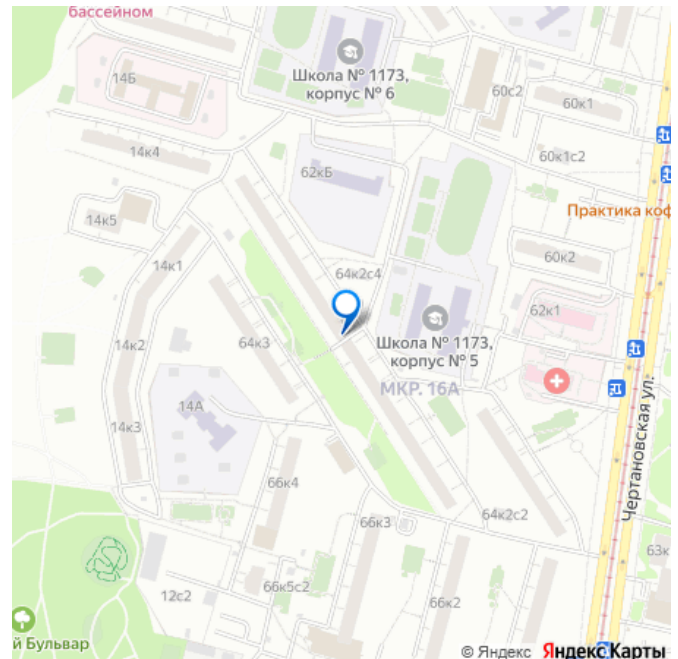 бассейном
14Б
Школа № 1173,
корпус № 6
60с2
60к1
14к4
62кБ
60к1с2
14к5
Практика коф
14к1
64к2с4
60к2
62к1
64к3
14к2
Школа № 1173,
корпус № 5
МКР. 16А
14А
14к3
Чертановская ул.
66к4
66к3
64к2с2
63к
12с2
66к5с2
66к2
й Бульвар
© Яндекс Яндекс Карты